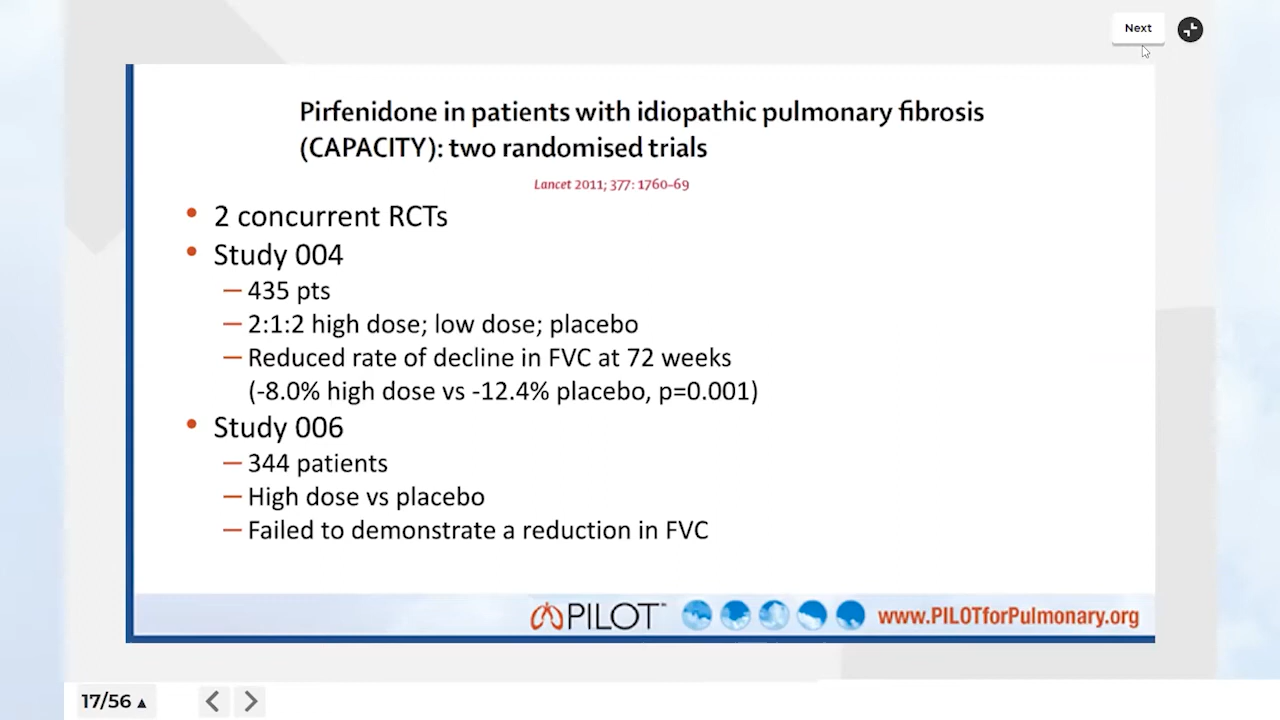 Next
Pirfenidone in patients with idiopathic pulmonary fibrosis
(CAPACITY): two randomised trials
Lancet 2011; 377: 1760–69
• 2 concurrent RCTs
• Study 004
– 435 pts
– 2:1:2 high dose; low dose; placebo
– Reduced rate of decline in FVC at 72 weeks
(-8.0% high dose vs -12.4% placebo, p=0.001)
• Study 006
– 344 patients
– High dose vs placebo
– Failed to demonstrate a reduction in FVC
PILOT™ www.PILOTforPulmonary.org
17/56 ▲